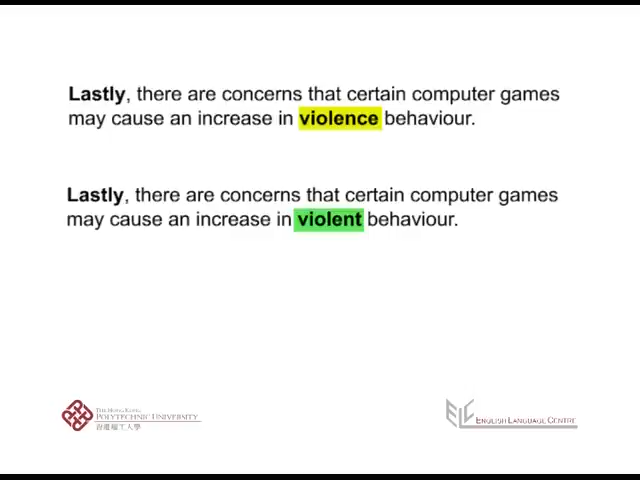 Lastly, there are concerns that certain computer games
may cause an increase in violence behaviour.
Lastly, there are concerns that certain computer games
may cause an increase in violent behaviour.
THE HONG KONG
POLYTECHNIC UNIVERSITY
香港理工大學
ELC ENGLISH LANGUAGE CENTRE